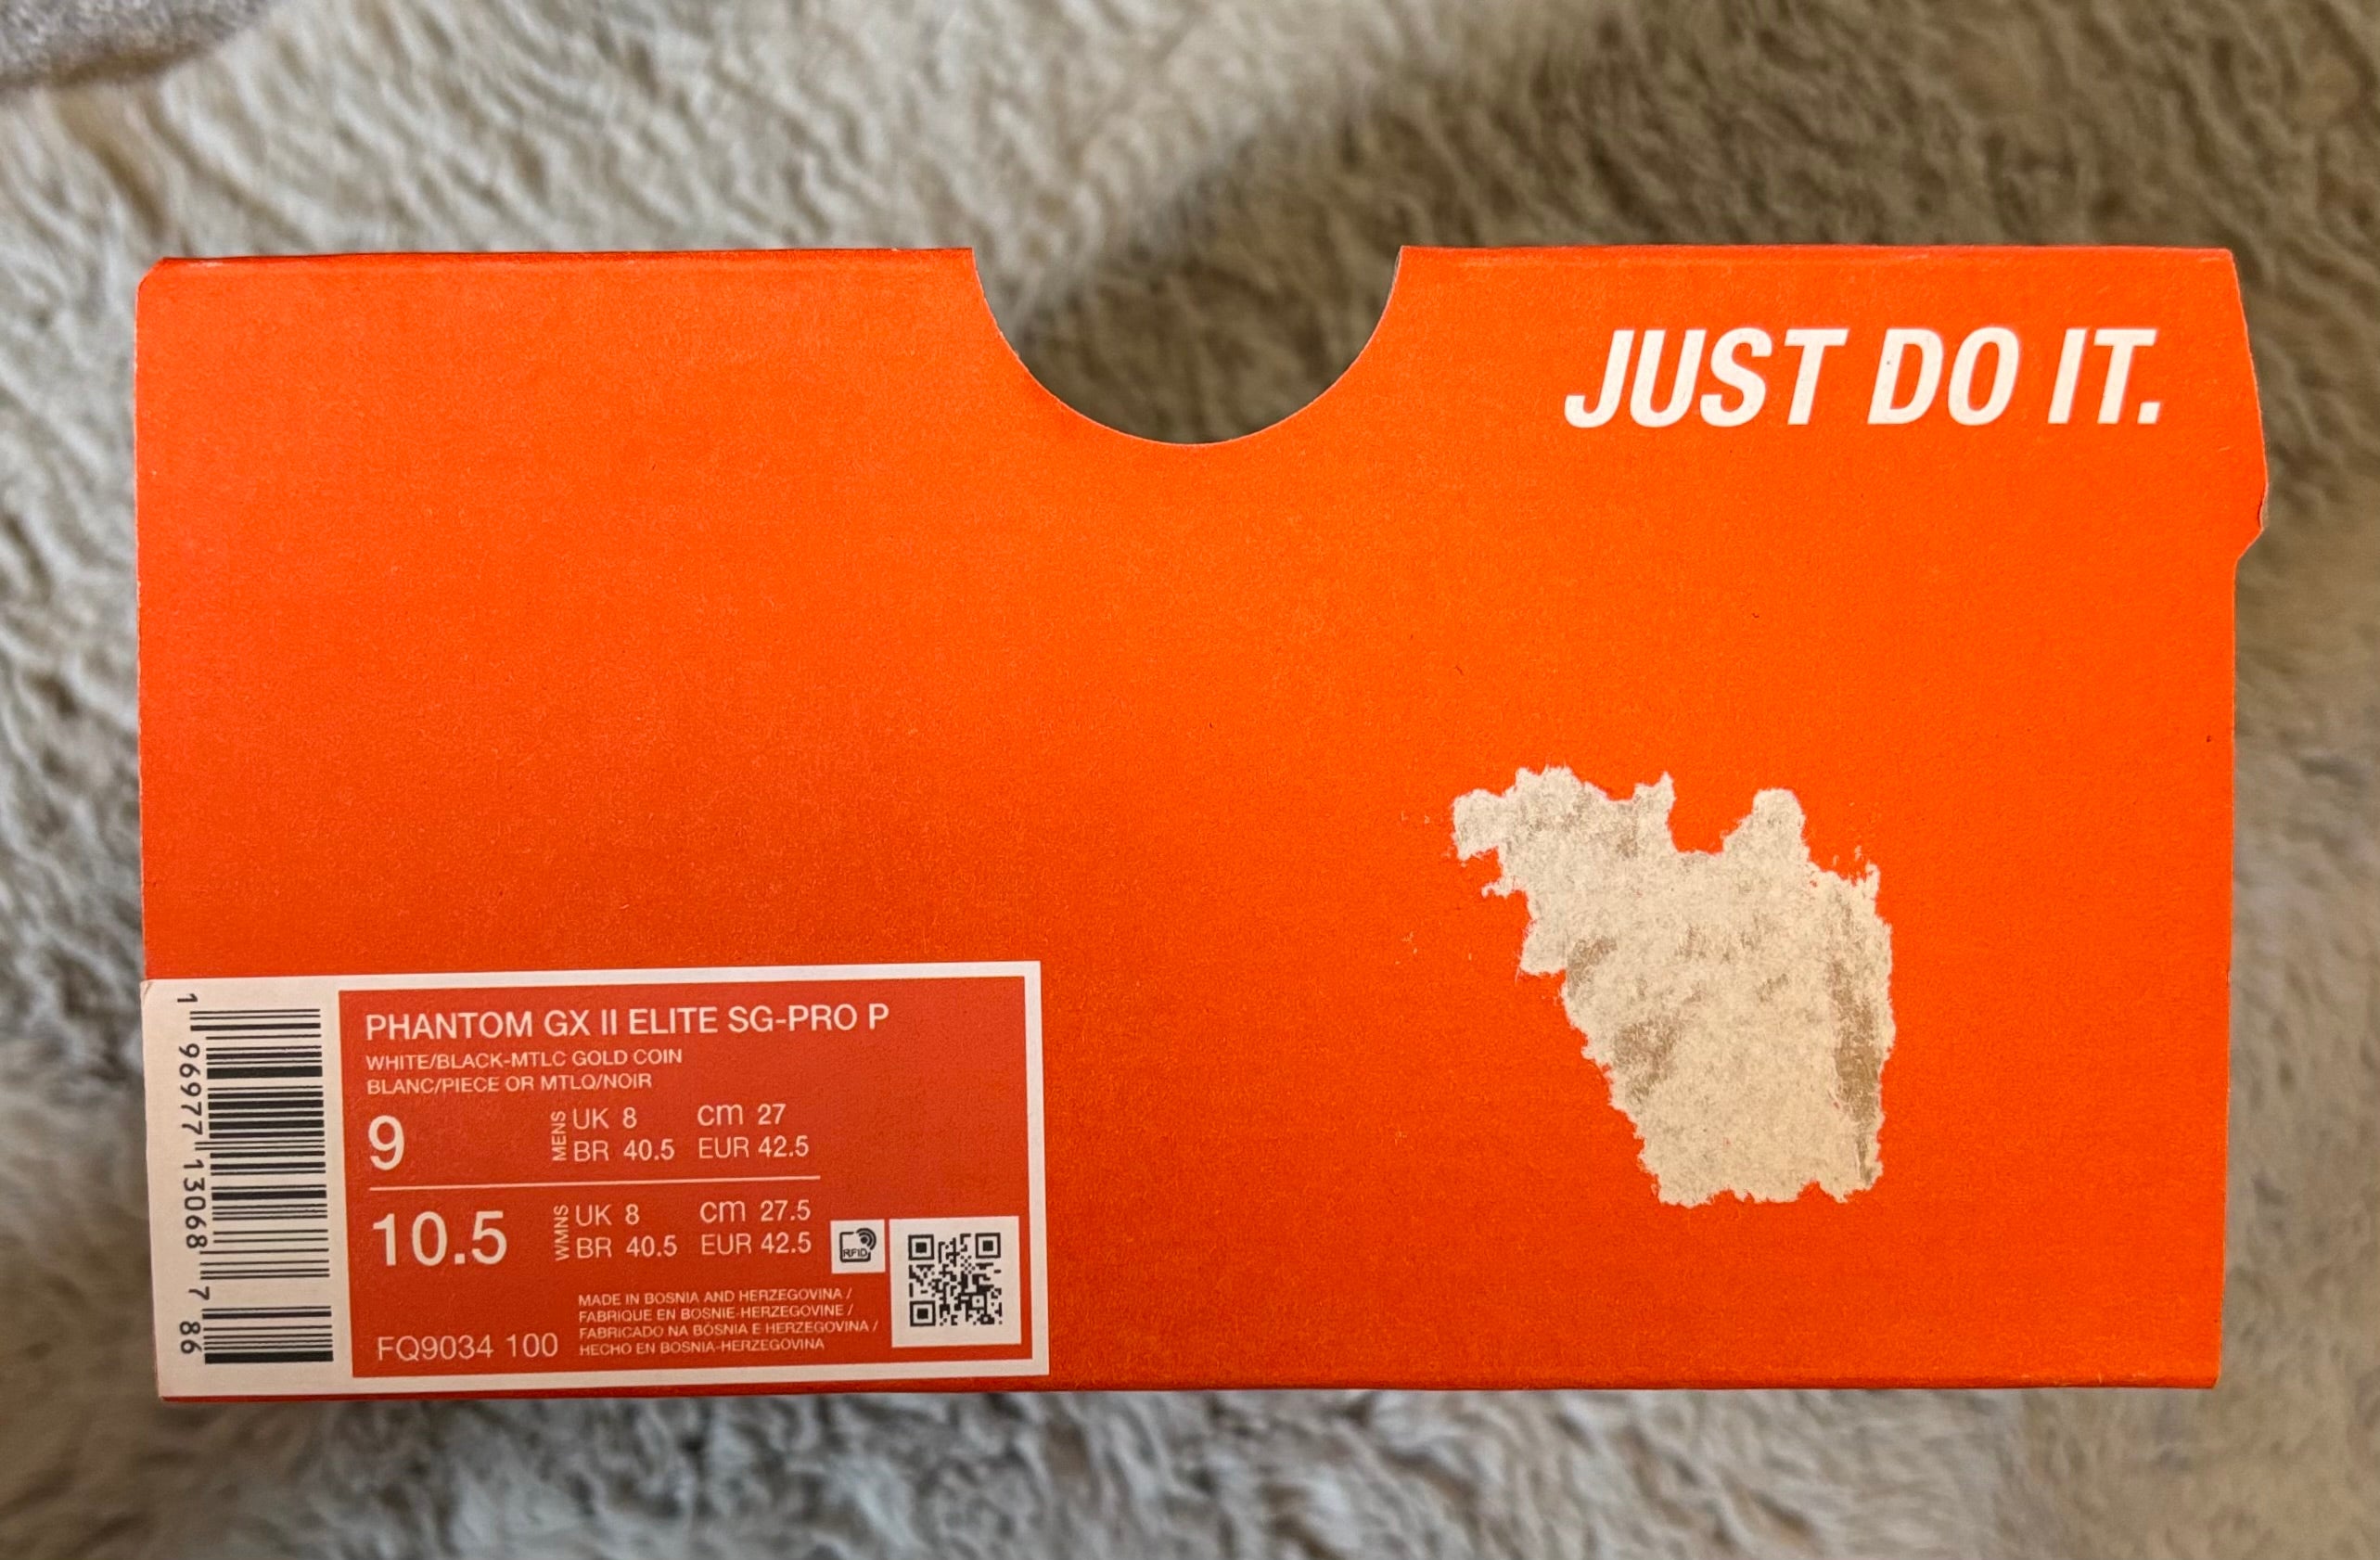 JUST DO IT.
PHANTOM GX II ELITE SG-PRO P
WHITE/BLACK-MTLC GOLD COIN
BLANC/PIECE OR MTLQ/NOIR
9 MENS UK 8 cm 27
BR 40.5 EUR 42.5
10.5 WMNS UK 8 cm 27.5
BR 40.5 EUR 42.5
RFID
MADE IN BOSNIA AND HERZEGOVINA /
FABRIQUE EN BOSNIE-HERZEGOVINE /
FABRICADO NA BÓSNIA E HERZEGOVINA /
HECHO EN BOSNIA-HERZEGOVINA
FQ9034 100
1 96977 13068 7 86